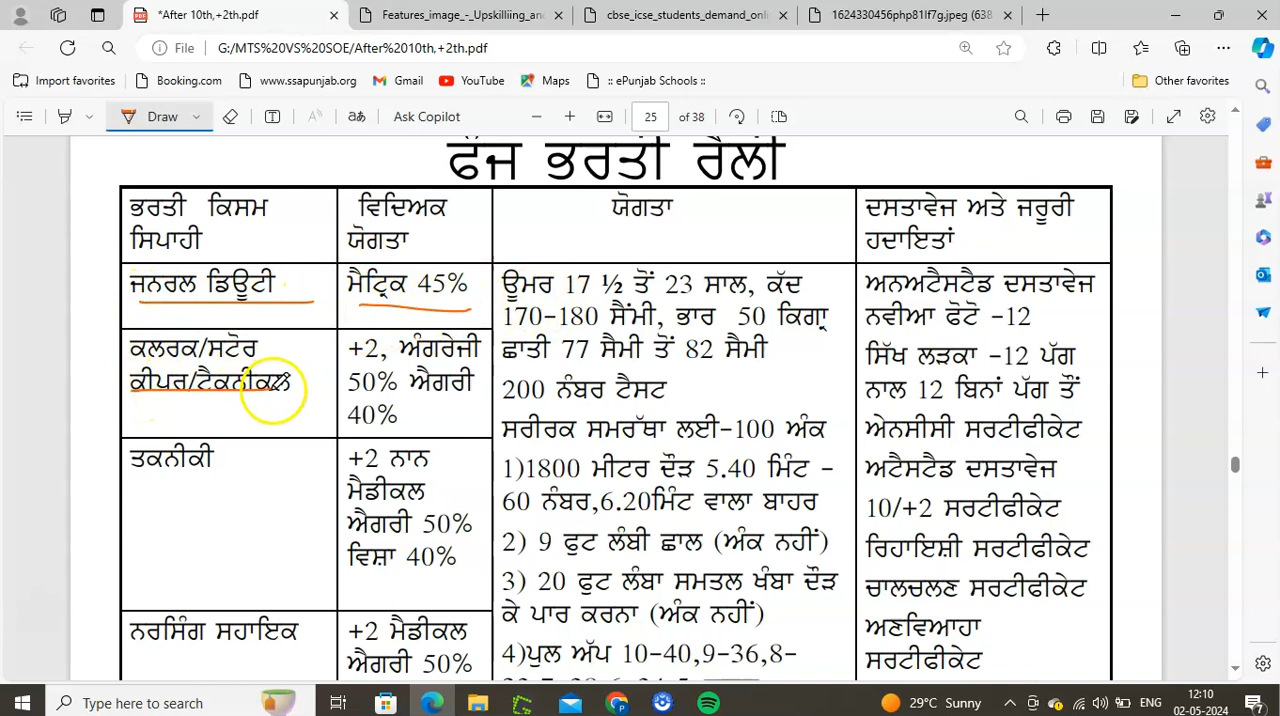 *After 10th,+2th.pdf
Features_image_-_Upskilliing_and
cbse_icse_students_demand_onli
1624330456php81lf7g.jpeg (638
File
G:/MTS%20VS%20SOE/After%2010th,+2th.pdf
Import favorites
Booking.com
www.ssapunjab.org
Gmail
YouTube
Maps
:: ePunjab Schools ::
Other favorites
Draw
Ask Copilot
25
of 38
ਫੌਜ ਭਰਤੀ ਰੈਲੀ
ਭਰਤੀ ਕਿਸਮ
ਸਿਪਾਹੀ
ਵਿਦਿਅਕ
ਯੋਗਤਾ
ਯੋਗਤਾ
ਦਸਤਾਵੇਜ ਅਤੇ ਜਰੂਰੀ
ਹਦਾਇਤਾਂ
ਜਨਰਲ ਡਿਊਟੀ
ਮੈਟ੍ਰਿਕ 45%
ਕਲਰਕ/ਸਟੋਰ
ਕੀਪਰ/ਟੈਕਨੀਕਲ
+2, ਅੰਗਰੇਜੀ
50% ਐਗਰੀ
40%
ਤਕਨੀਕੀ
+2 ਨਾਨ
ਮੈਡੀਕਲ
ਐਗਰੀ 50%
ਵਿਸ਼ਾ 40%
ਨਰਸਿੰਗ ਸਹਾਇਕ
+2 ਮੈਡੀਕਲ
ਐਗਰੀ 50%
ਊਮਰ 17 ½ ਤੋਂ 23 ਸਾਲ, ਕੱਦ
170-180 ਸੈਂਮੀ, ਭਾਰ 50 ਕਿਗ੍ਰ
ਛਾਤੀ 77 ਸੈਮੀ ਤੋਂ 82 ਸੈਮੀ
200 ਨੰਬਰ ਟੈਸਟ
ਸਰੀਰਕ ਸਮਰੱਥਾ ਲਈ-100 ਅੰਕ
1)1800 ਮੀਟਰ ਦੌੜ 5.40 ਮਿੰਟ -
60 ਨੰਬਰ,6.20ਮਿੰਟ ਵਾਲਾ ਬਾਹਰ
2) 9 ਫੁਟ ਲੰਬੀ ਛਾਲ (ਅੰਕ ਨਹੀਂ)
3) 20 ਫੁਟ ਲੰਬਾ ਸਮਤਲ ਖੰਬਾ ਦੌੜ
ਕੇ ਪਾਰ ਕਰਨਾ (ਅੰਕ ਨਹੀਂ)
4)ਪੁਲ ਅੱਪ 10-40,9-36,8-
ਅਨਅਟੈਸਟੈਡ ਦਸਤਾਵੇਜ
ਨਵੀਆ ਫੋਟੋ -12
ਸਿੱਖ ਲੜਕਾ -12 ਪੱਗ
ਨਾਲ 12 ਬਿਨਾਂ ਪੱਗ ਤੌਂ
ਐਨਸੀਸੀ ਸਰਟੀਫੀਕੇਟ
ਅਟੈਸਟੈਡ ਦਸਤਾਵੇਜ
10/+2 ਸਰਟੀਫੀਕੇਟ
ਰਿਹਾਇਸ਼ੀ ਸਰਟੀਫੀਕੇਟ
ਚਾਲਚਲਣ ਸਰਟੀਫੀਕੇਟ
ਅਣਵਿਆਹਾ
ਸਰਟੀਫੀਕੇਟ
Type here to search
29°C Sunny
ENG
12:10
02-05-2024